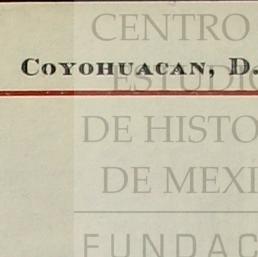 CENTRO
ESTUDIO
COYOHUACAN, D.
DE HISTO
DE MEXI
FUNDAC